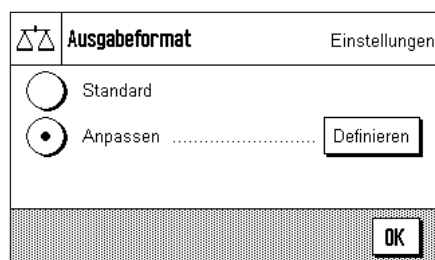 Ausgabeformat Einstellungen
Standard
Anpassen .......................... Definieren
OK